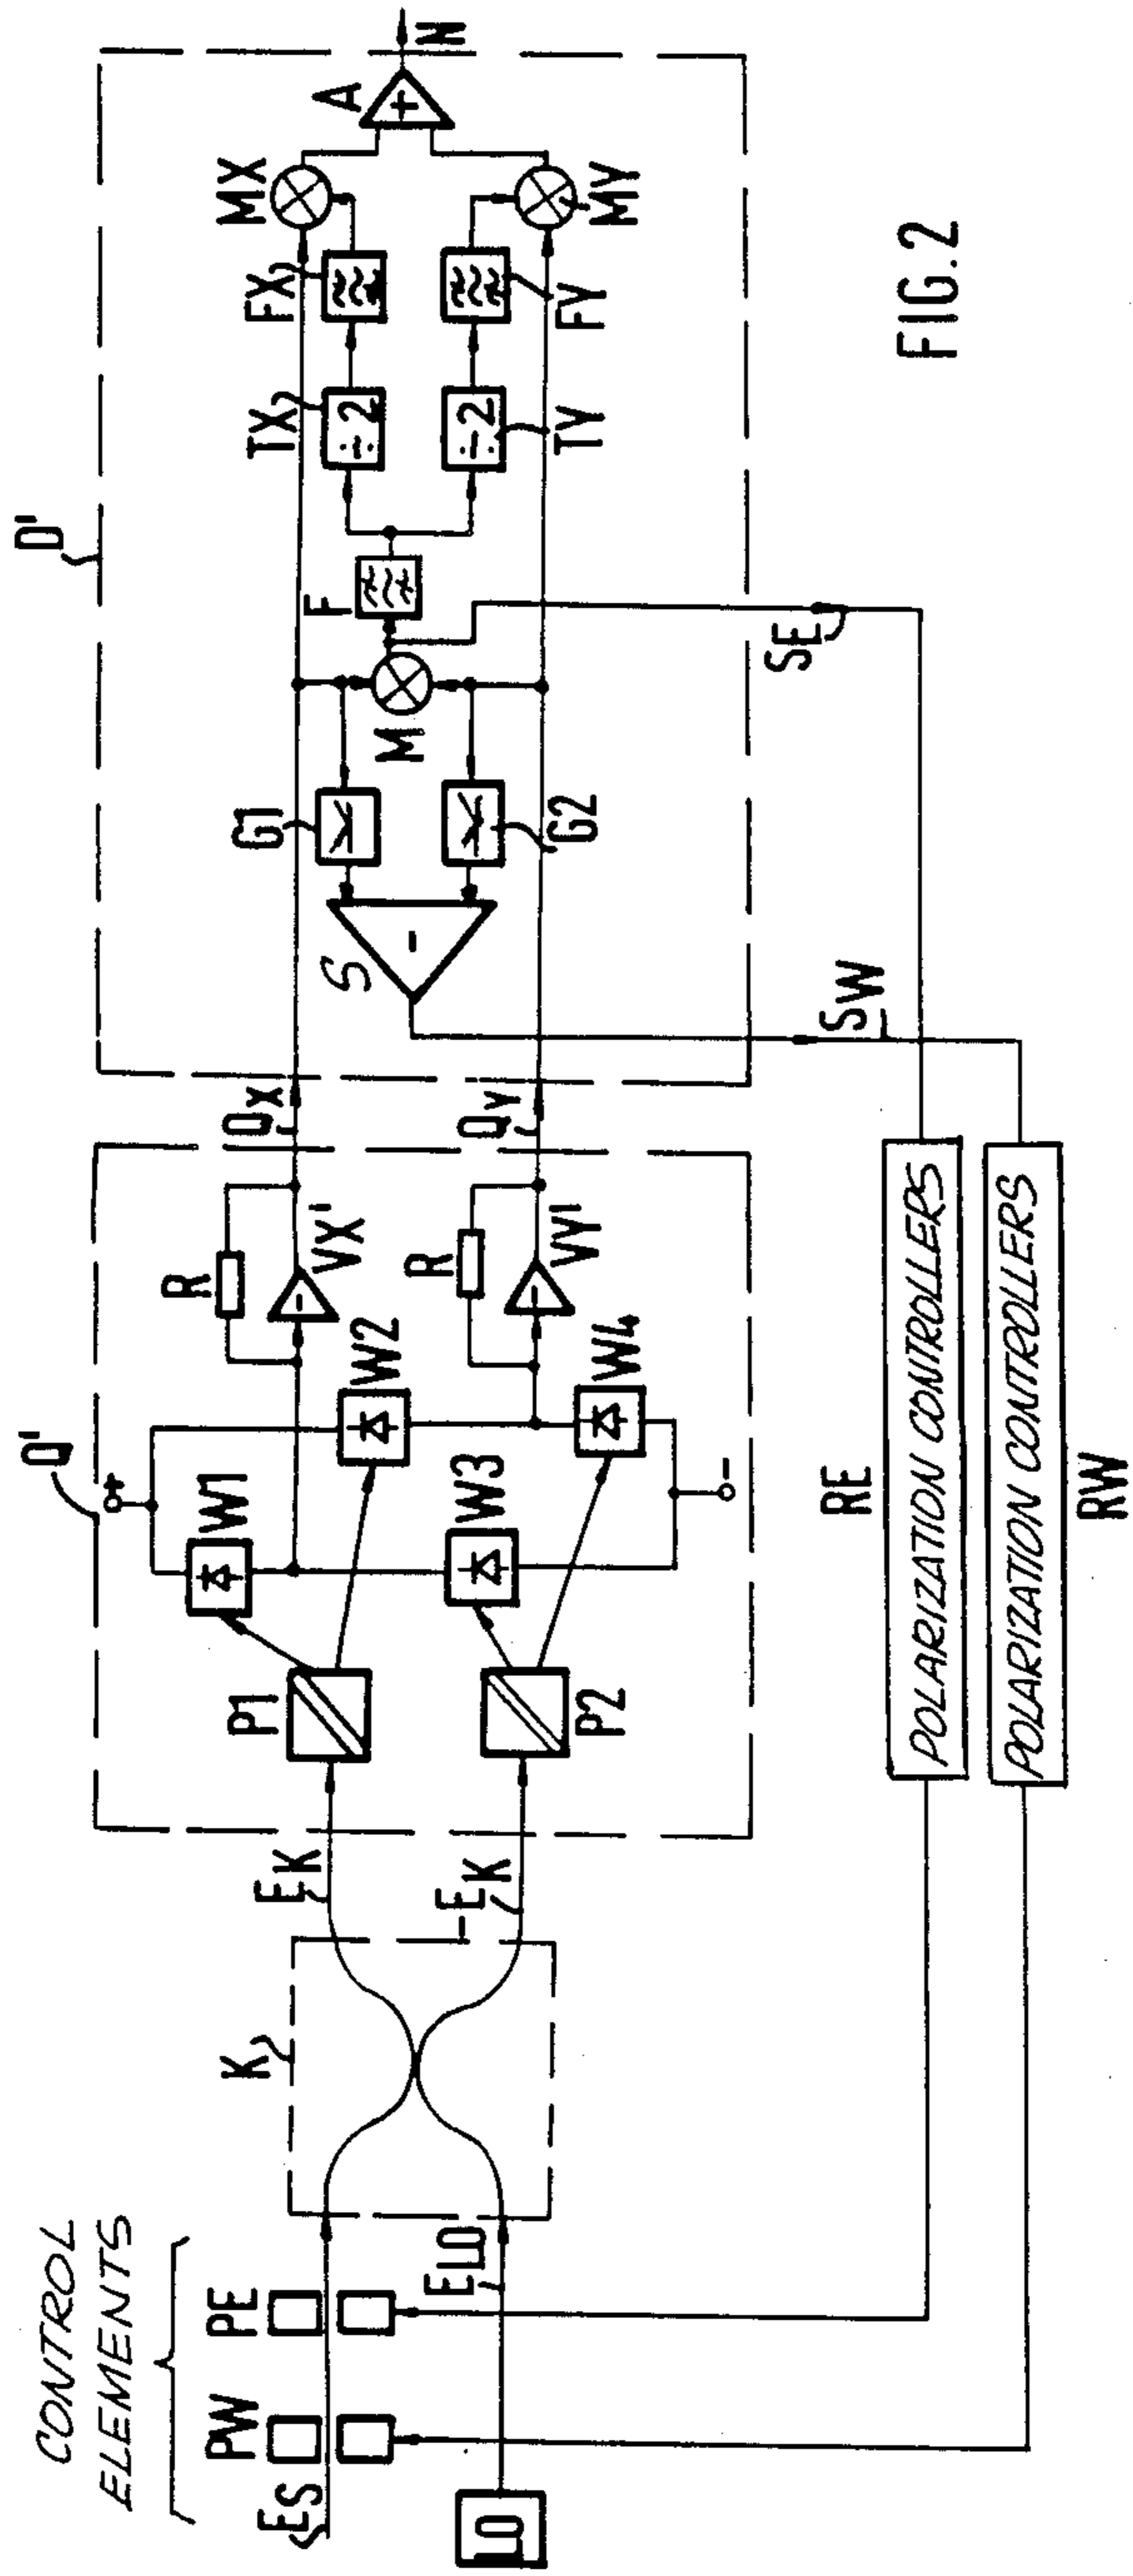 CONTROL
ELEMENTS
PW
PE
ES
LO
ELO
K
EK
-EK
Q'
+
P1
P2
W1
W2
W3
W4
-
R
VX'
-
R
VY'
-
QX
QY
D'
S
-
G1
G2
M
F
TX
÷2
TY
÷2
FX
FY
MX
MY
A
+
N
SE
SW
RE
POLARIZATION CONTROLLERS
POLARIZATION CONTROLLERS
RW
FIG.2